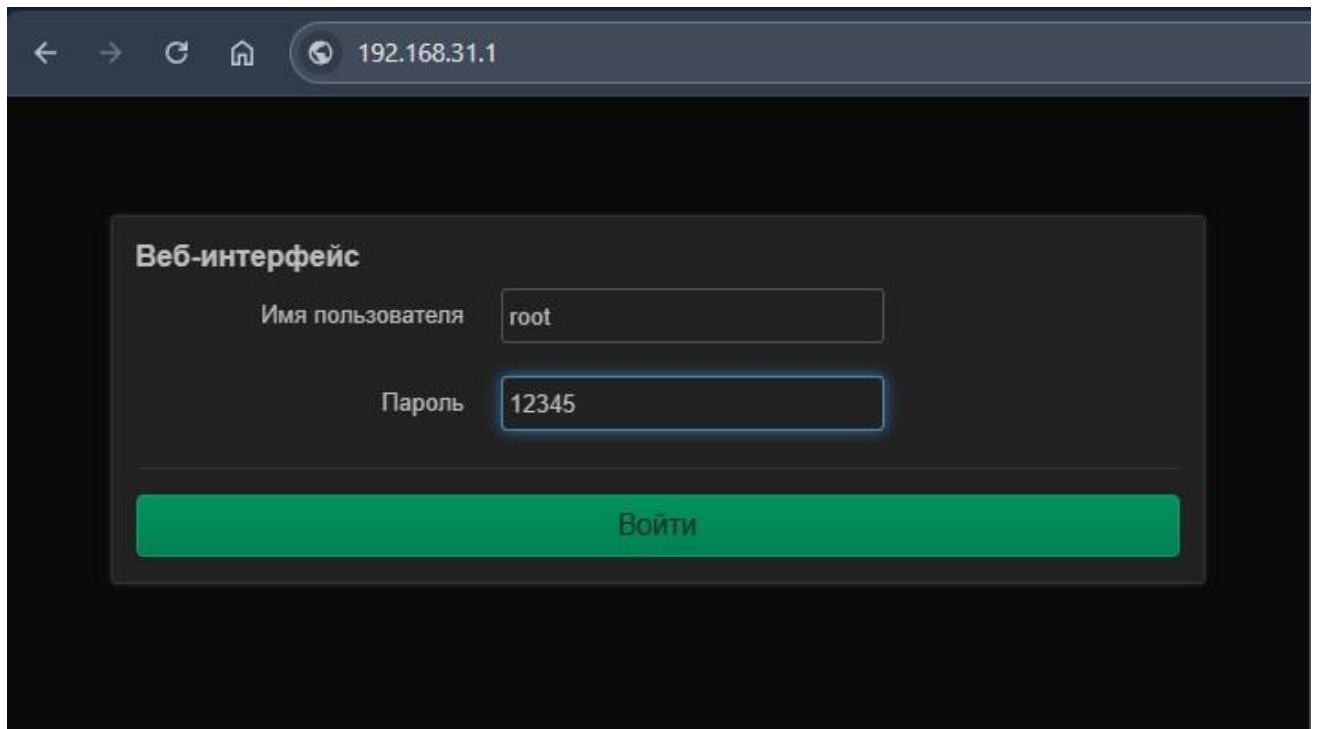 192.168.31.1
Веб-интерфейс
Имя пользователя root
Пароль 12345
Войти